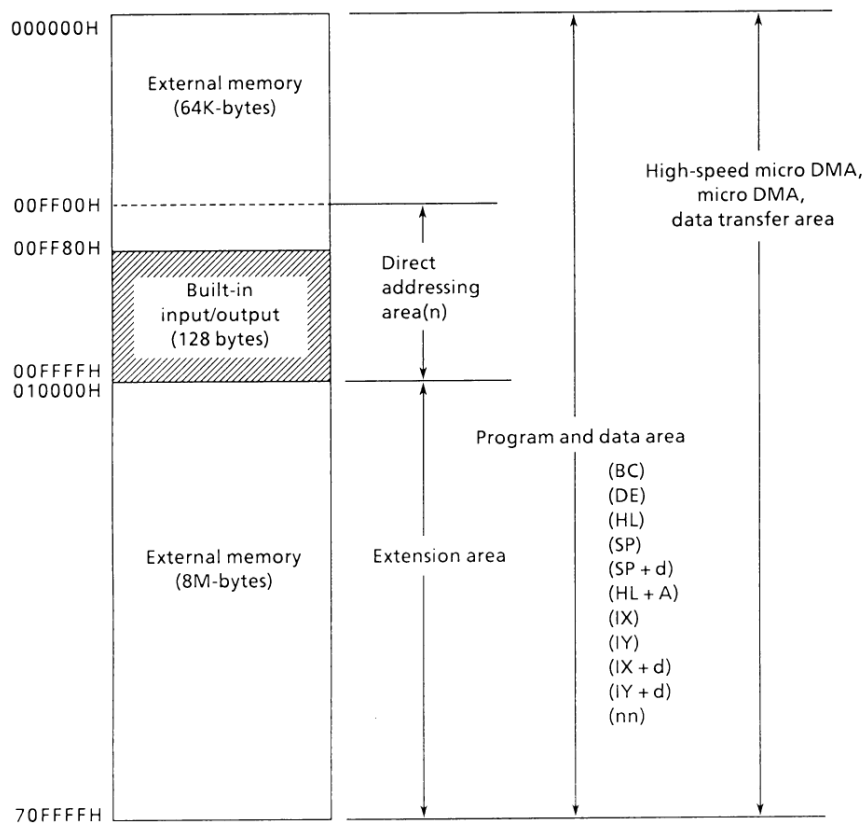 000000H
External memory
(64K-bytes)
High-speed micro DMA,
micro DMA,
data transfer area
00FF00H
00FF80H
Direct
addressing
area(n)
Built-in
input/output
(128 bytes)
00FFFFH
010000H
Program and data area
(BC)
(DE)
(HL)
(SP)
(SP + d)
(HL + A)
(IX)
(IY)
(IX + d)
(IY + d)
(nn)
External memory
(8M-bytes)
Extension area
70FFFFH